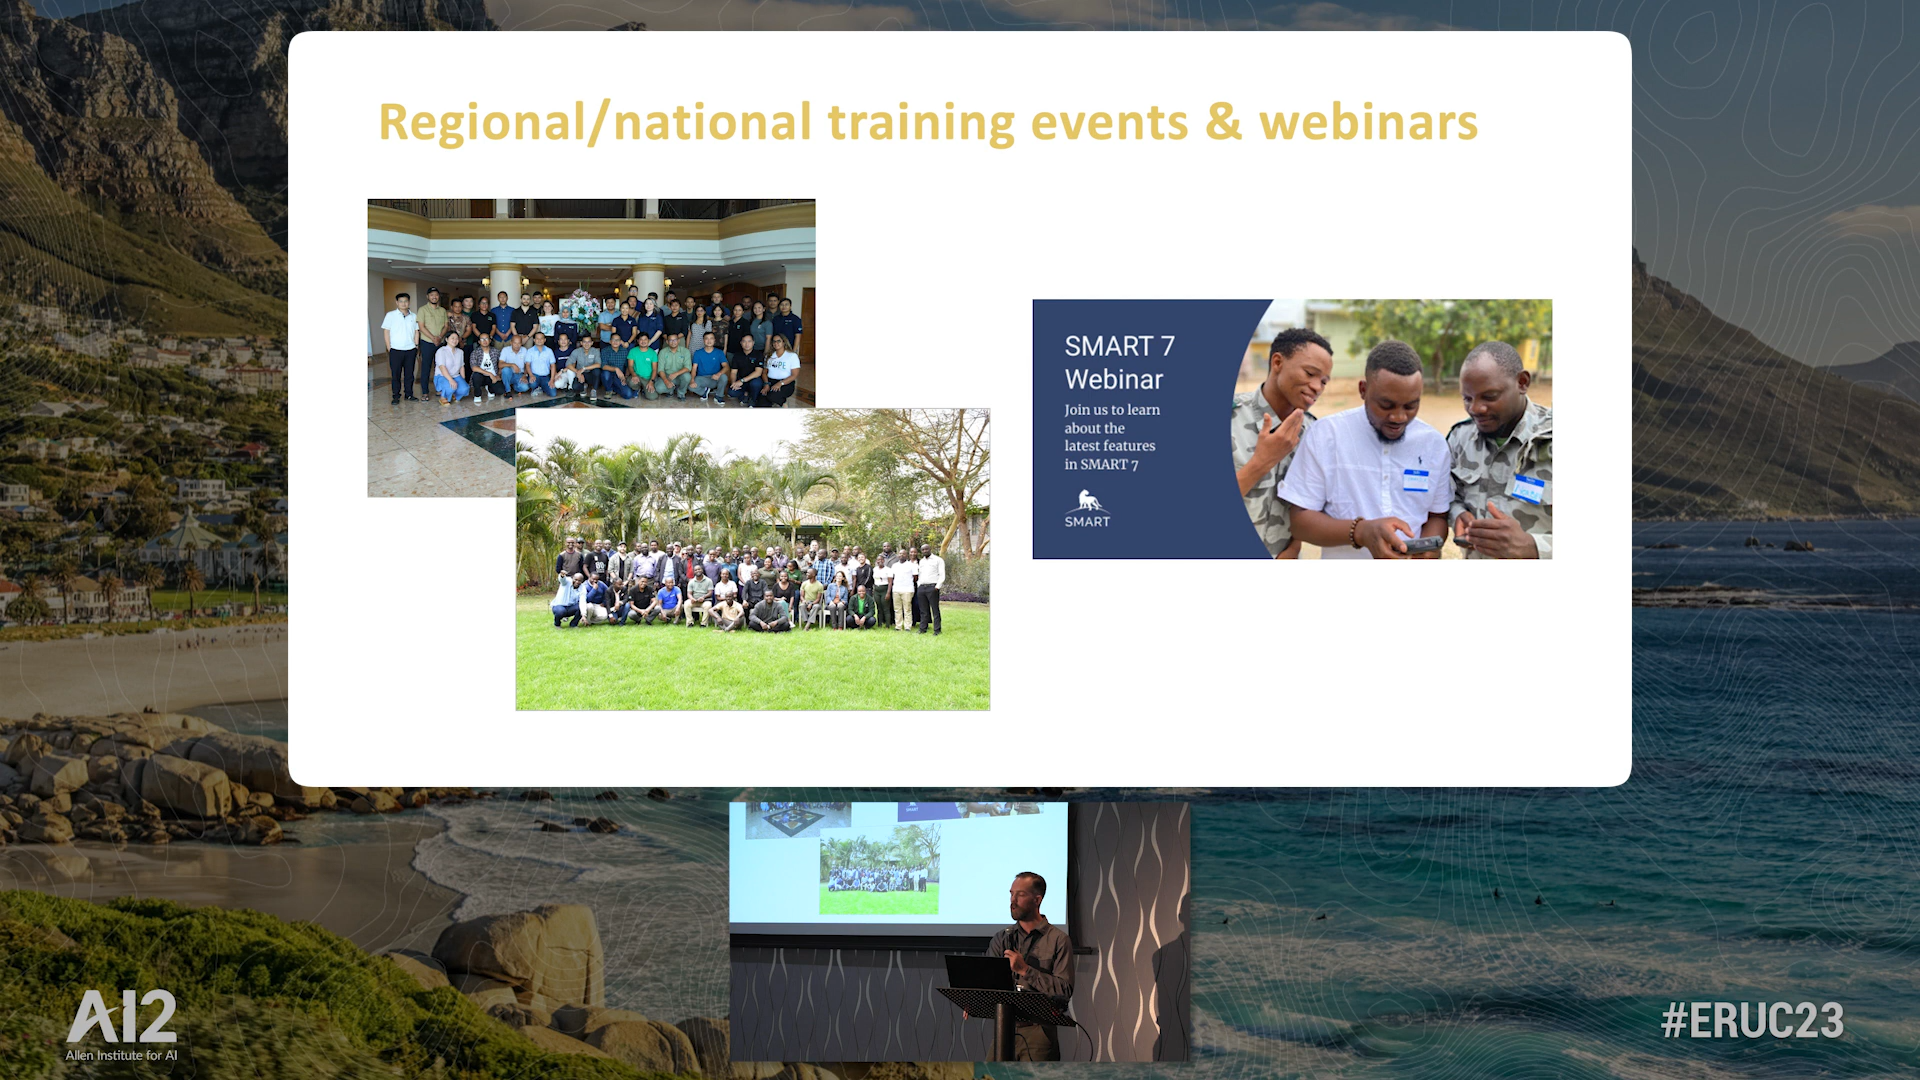 Regional/national training events & webinars
SMART 7
Webinar
Join us to learn
about the
latest features
in SMART 7
SMART
AI2
Allen Institute for AI
#ERUC23